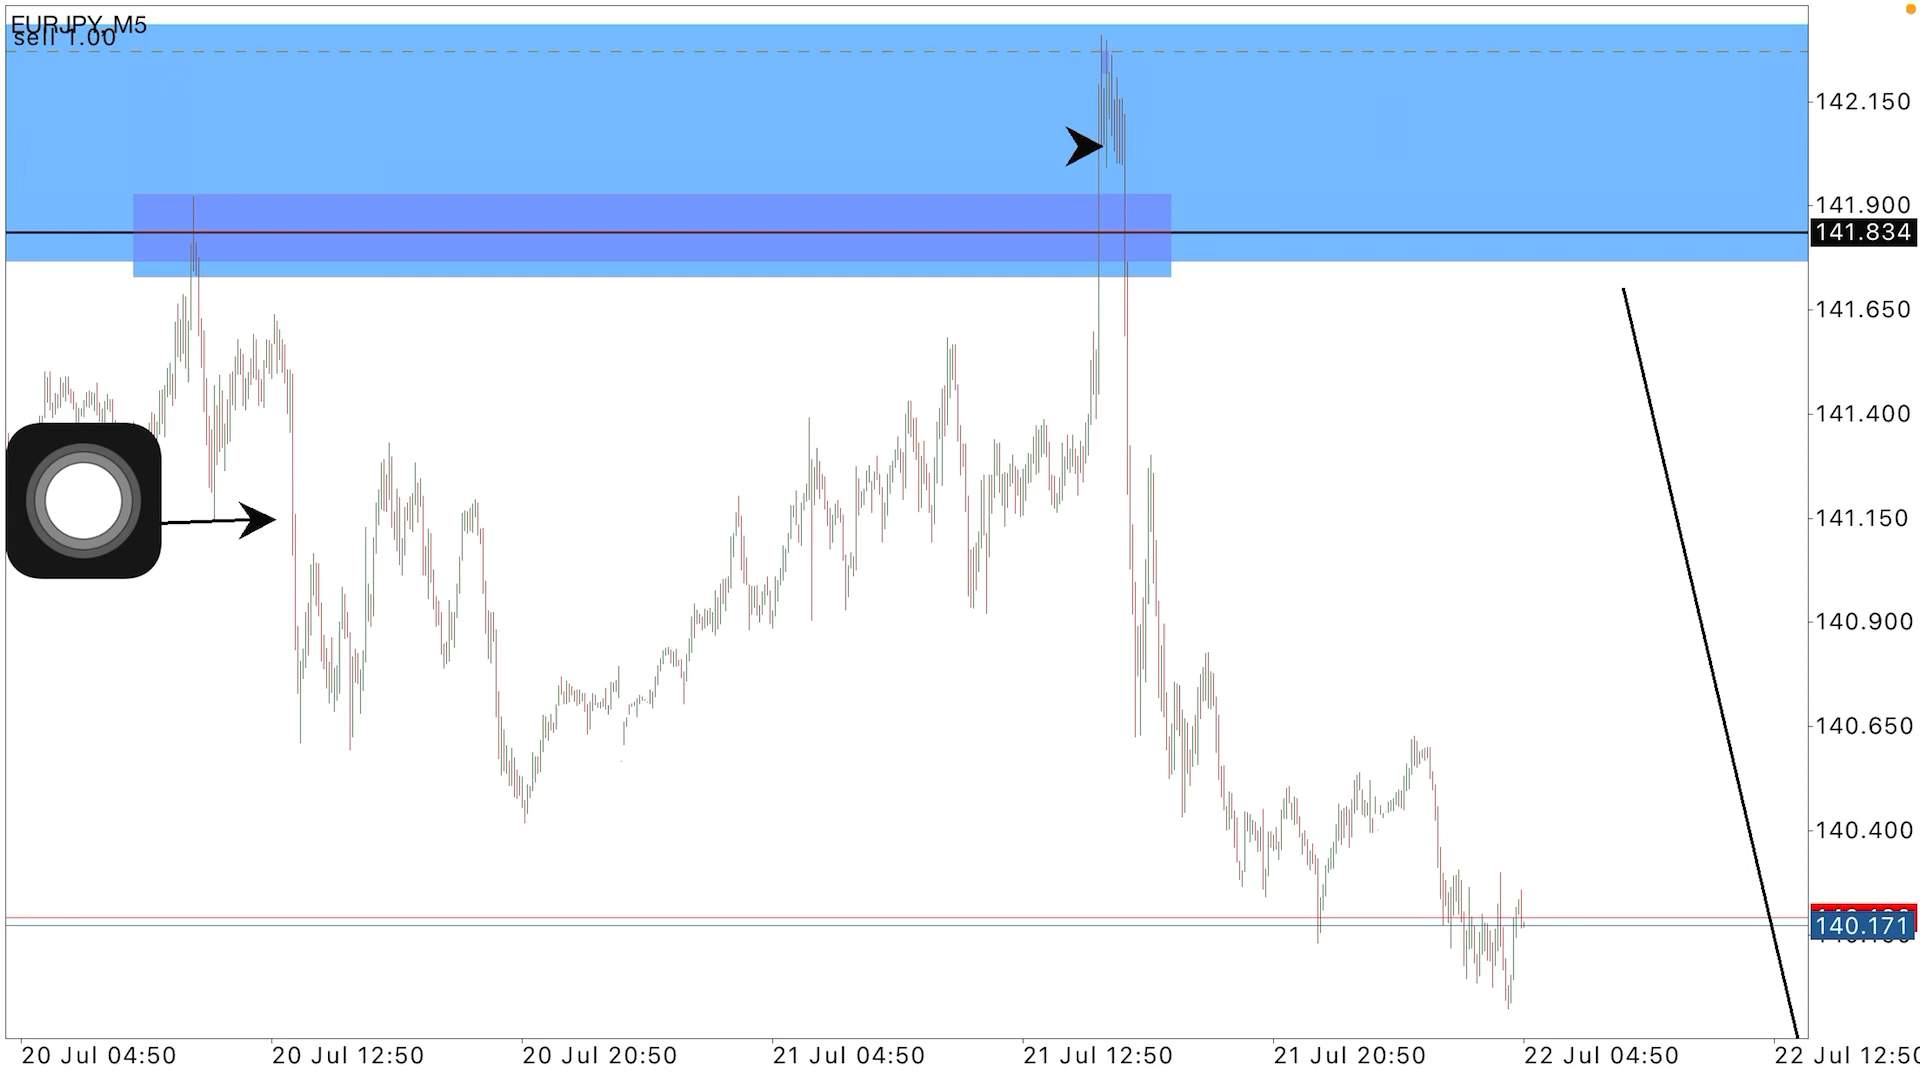 EURJPY, M5
sell 1.00
142.150
141.900
141.834
141.650
141.400
141.150
140.900
140.650
140.400
140.171
20 Jul 04:50
20 Jul 12:50
20 Jul 20:50
21 Jul 04:50
21 Jul 12:50
21 Jul 20:50
22 Jul 04:50
22 Jul 12:50